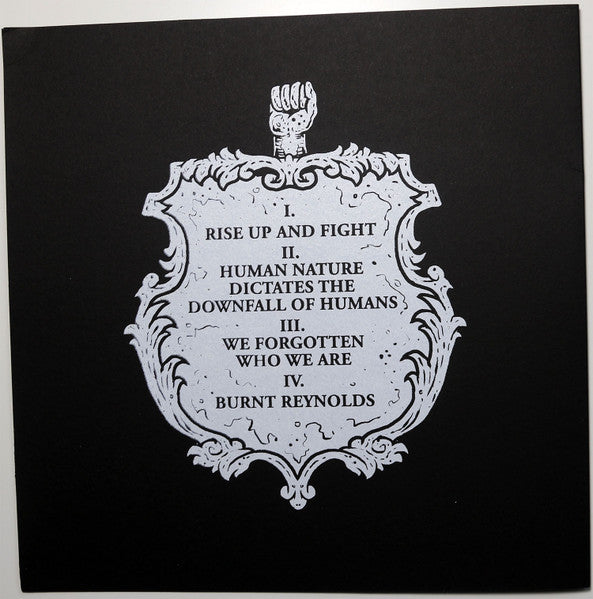 I.
RISE UP AND FIGHT
II.
HUMAN NATURE
DICTATES THE
DOWNFALL OF HUMANS
III.
WE FORGOTTEN
WHO WE ARE
IV.
BURNT REYNOLDS